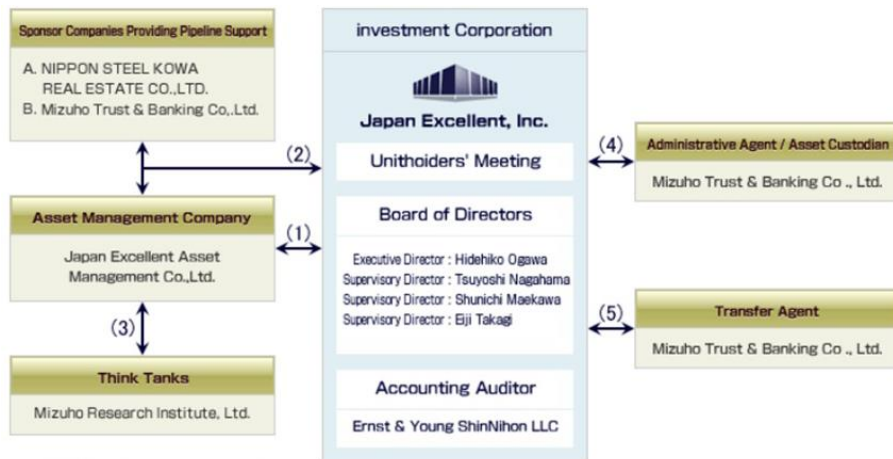 Sponsor Companies Providing Pipeline Support
A. NIPPON STEEL KOWA
REAL ESTATE CO.,LTD.
B. Mizuho Trust & Banking Co,.Ltd.
(2)
Asset Management Company
Japan Excellent Asset
Management Co.,Ltd.
(1)
(3)
Think Tanks
Mizuho Research Institute, Ltd.
investment Corporation
Japan Excellent, Inc.
Unithoiders' Meeting
Board of Directors
Executive Director : Hidehiko Ogawa
Supervisory Director : Tsuyoshi Nagahama
Supervisory Director : Shunichi Maekawa
Supervisory Director : Eiji Takagi
Accounting Auditor
Ernst & Young ShinNihon LLC
(4)
Administrative Agent / Asset Custodian
Mizuho Trust & Banking Co ., Ltd.
(5)
Transfer Agent
Mizuho Trust & Banking Co ., Ltd.